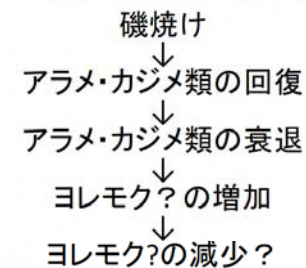 磯焼け
↓
アラメ・カジメ類の回復
↓
アラメ・カジメ類の衰退
↓
ヨレモク？の増加
↓
ヨレモク?の減少？